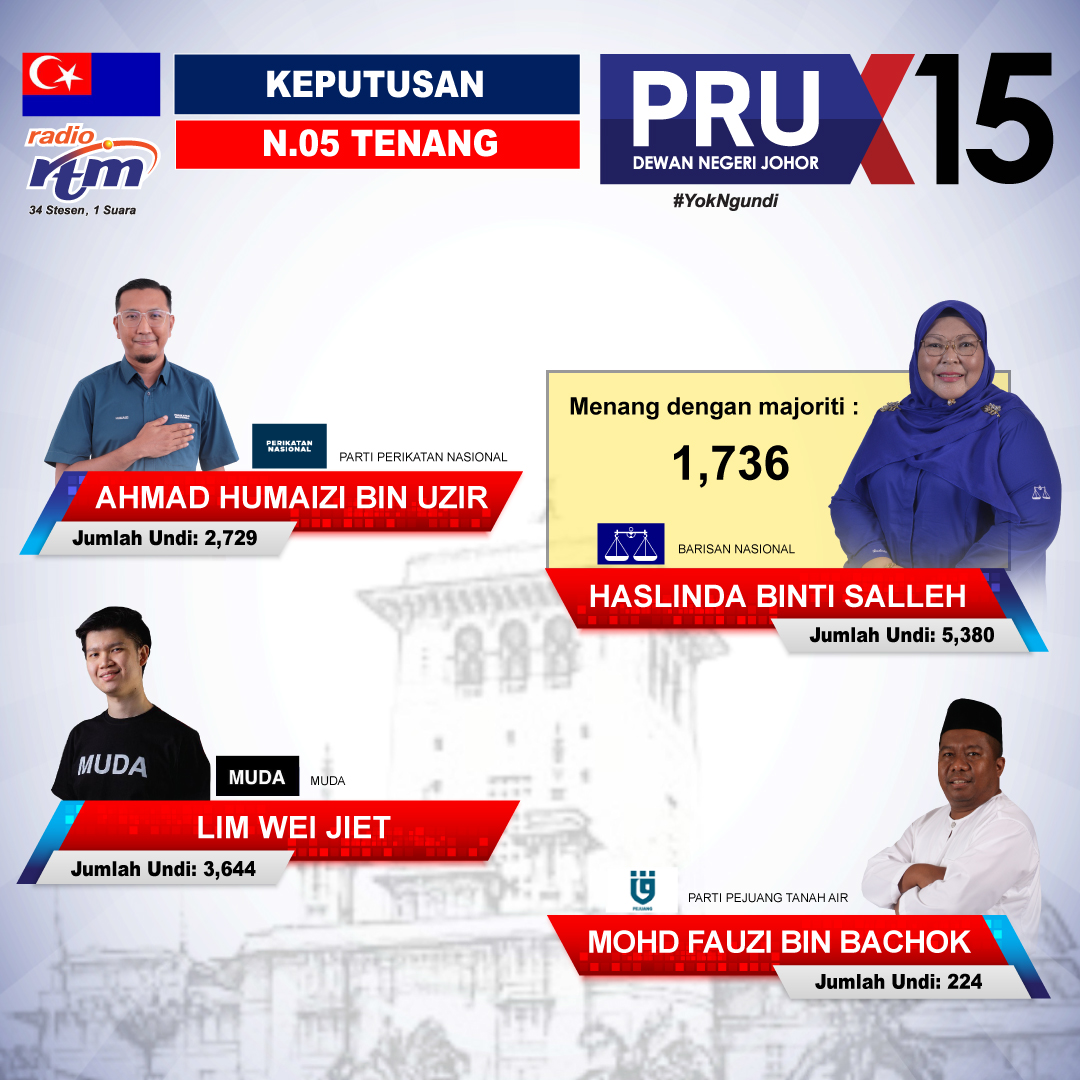 KEPUTUSAN
N.05 TENANG
radio
rtm
34 Stesen, 1 Suara
PRU X15
DEWAN NEGERI JOHOR
#YokNgundi
PERIKATAN
NASIONAL
PARTI PERIKATAN NASIONAL
AHMAD HUMAIZI BIN UZIR
Jumlah Undi: 2,729
Menang dengan majoriti :
1,736
BARISAN NASIONAL
HASLINDA BINTI SALLEH
Jumlah Undi: 5,380
MUDA
MUDA
MUDA
LIM WEI JIET
Jumlah Undi: 3,644
PEJUANG
PARTI PEJUANG TANAH AIR
MOHD FAUZI BIN BACHOK
Jumlah Undi: 224